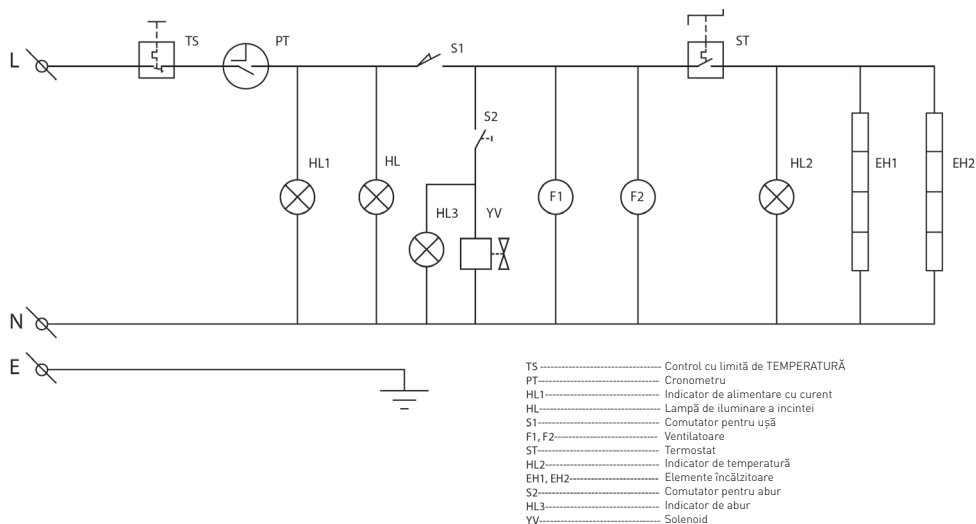 TS
PT
S1
ST
L
S2
HL1
HL
HL2
EH1
EH2
F1
F2
HL3
YV
N
E
TS ---------------------------- Control cu limită de TEMPERATURĂ
PT---------------------------- Cronometru
HL1--------------------------- Indicator de alimentare cu curent
HL---------------------------- Lampă de iluminare a incintei
S1---------------------------- Comutator pentru ușă
F1, F2------------------------ Ventilatoare
ST---------------------------- Termostat
HL2--------------------------- Indicator de temperatură
EH1, EH2---------------------- Elemente încălzitoare
S2---------------------------- Comutator pentru abur
HL3--------------------------- Indicator de abur
YV---------------------------- Solenoid